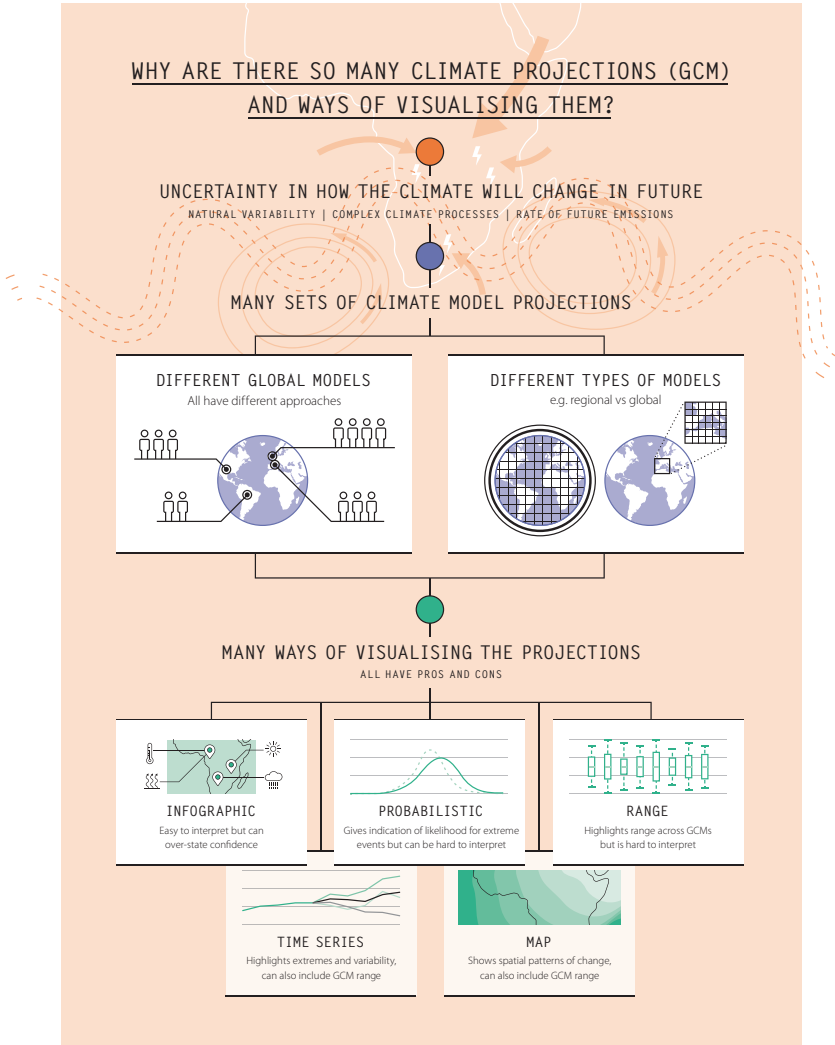 WHY ARE THERE SO MANY CLIMATE PROJECTIONS (GCM)
AND WAYS OF VISUALISING THEM?
UNCERTAINTY IN HOW THE CLIMATE WILL CHANGE IN FUTURE
NATURAL VARIABILITY | COMPLEX CLIMATE PROCESSES | RATE OF FUTURE EMISSIONS
MANY SETS OF CLIMATE MODEL PROJECTIONS
DIFFERENT GLOBAL MODELS
All have different approaches
DIFFERENT TYPES OF MODELS
e.g. regional vs global
MANY WAYS OF VISUALISING THE PROJECTIONS
ALL HAVE PROS AND CONS
INFOGRAPHIC
Easy to interpret but can
over-state confidence
PROBABILISTIC
Gives indication of likelihood for extreme
events but can be hard to interpret
RANGE
Highlights range across GCMs
but is hard to interpret
TIME SERIES
Highlights extremes and variability,
can also include GCM range
MAP
Shows spatial patterns of change,
can also include GCM range